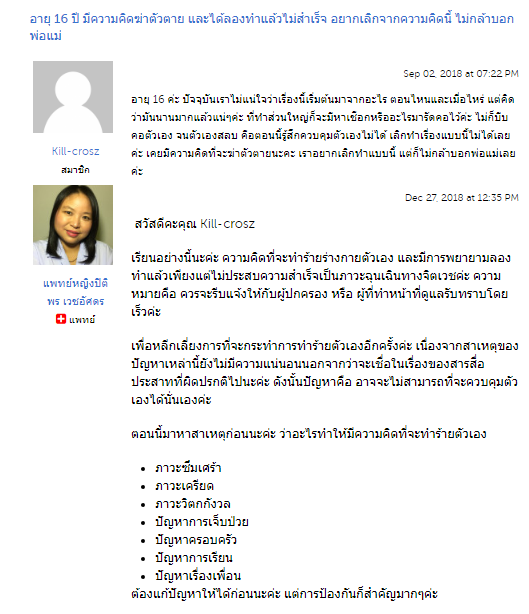 อายุ 16 ปี มีความคิดฆ่าตัวตาย และได้ลองทำแล้วไม่สำเร็จ อยากเลิกจากความคิดนี้ ไม่กล้าบอก
พ่อแม่
Sep 02, 2018 at 07:22 PM
อายุ 16 ค่ะ ปัจจุบันเราไม่แน่ใจว่าเรื่องนี้เริ่มต้นมาจากอะไร ตอนไหนและเมื่อไหร่ แต่คิด
ว่ามันนานมากแล้วแน่ๆค่ะ ที่ทำส่วนใหญ่ก็จะมีหาเชือกหรืออะไรมารัดคอไว้ค่ะ ไม่ก็บีบ
คอตัวเอง จนตัวเองสลบ คือตอนนี้รู้สึกควบคุมตัวเองไม่ได้ เลิกทำเรื่องแบบนี้ไม่ได้เลย
ค่ะ เคยมีความคิดที่จะฆ่าตัวตายนะคะ เราอยากเลิกทำแบบนี้ แต่ก็ไม่กล้าบอกพ่อแม่เลย
ค่ะ
Kill-crosz
สมาชิก
Dec 27, 2018 at 12:35 PM
สวัสดีคะคุณ Kill-crosz
เรียนอย่างนี้นะค่ะ ความคิดที่จะทำร้ายร่างกายตัวเอง และมีการพยายามลอง
ทำแล้วเพียงแต่ไม่ประสบความสำเร็จเป็นภาวะฉุนเฉินทางจิตเวชค่ะ ความ
หมายคือ ควรจะรีบแจ้งให้กับผู้ปกครอง หรือ ผู้ที่ทำหน้าที่ดูแลรับทราบโดย
เร็วค่ะ
แพทย์หญิงปิติ
พร เวชอัศดร
แพทย์
เพื่อหลีกเลี่ยงการที่จะกระทำการทำร้ายตัวเองอีกครั้งค่ะ เนื่องจากสาเหตุของ
ปัญหาเหล่านี้ยังไม่มีความแน่นอนนอกจากว่าจะเชื่อในเรื่องของสารสื่อ
ประสาทที่ผิดปรกติไปนะค่ะ ดังนั้นปัญหาคือ อาจจะไม่สามารถที่จะควบคุมตัว
เองได้นั่นเองค่ะ
ตอนนี้มาหาสาเหตุก่อนนะค่ะ ว่าอะไรทำให้มีความคิดที่จะทำร้ายตัวเอง
• ภาวะซึมเศร้า
• ภาวะเครียด
• ภาวะวิตกกังวล
• ปัญหาการเจ็บป่วย
• ปัญหาครอบครัว
• ปัญหาการเรียน
• ปัญหาเรื่องเพื่อน
ต้องแก้ปัญหาให้ได้ก่อนนะค่ะ แต่การป้องกันก็สำคัญมากๆค่ะ